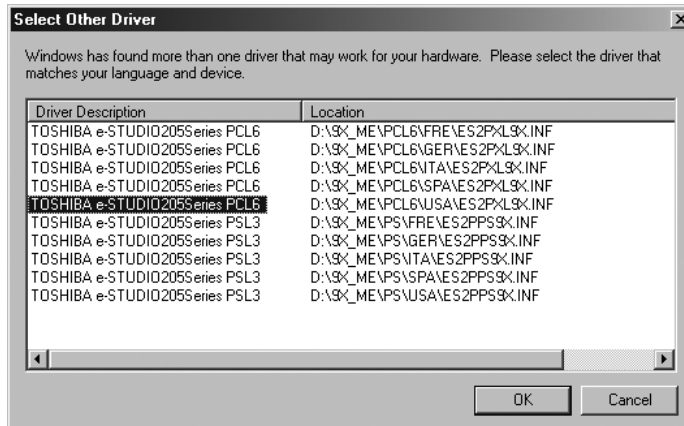 Select Other Driver
Windows has found more than one driver that may work for your hardware. Please select the driver that
matches your language and device.
Driver Description Location
TOSHIBA e-STUDIO205Series PCL6 D:\9X_ME\PCL6\FRE\ES2PXL9X.INF
TOSHIBA e-STUDIO205Series PCL6 D:\9X_ME\PCL6\GER\ES2PXL9X.INF
TOSHIBA e-STUDIO205Series PCL6 D:\9X_ME\PCL6\ITA\ES2PXL9X.INF
TOSHIBA e-STUDIO205Series PCL6 D:\9X_ME\PCL6\SPA\ES2PXL9X.INF
TOSHIBA e-STUDIO205Series PCL6 D:\9X_ME\PCL6\USA\ES2PXL9X.INF
TOSHIBA e-STUDIO205Series PSL3 D:\9X_ME\PS\FRE\ES2PPS9X.INF
TOSHIBA e-STUDIO205Series PSL3 D:\9X_ME\PS\GER\ES2PPS9X.INF
TOSHIBA e-STUDIO205Series PSL3 D:\9X_ME\PS\ITA\ES2PPS9X.INF
TOSHIBA e-STUDIO205Series PSL3 D:\9X_ME\PS\SPA\ES2PPS9X.INF
TOSHIBA e-STUDIO205Series PSL3 D:\9X_ME\PS\USA\ES2PPS9X.INF
OK Cancel